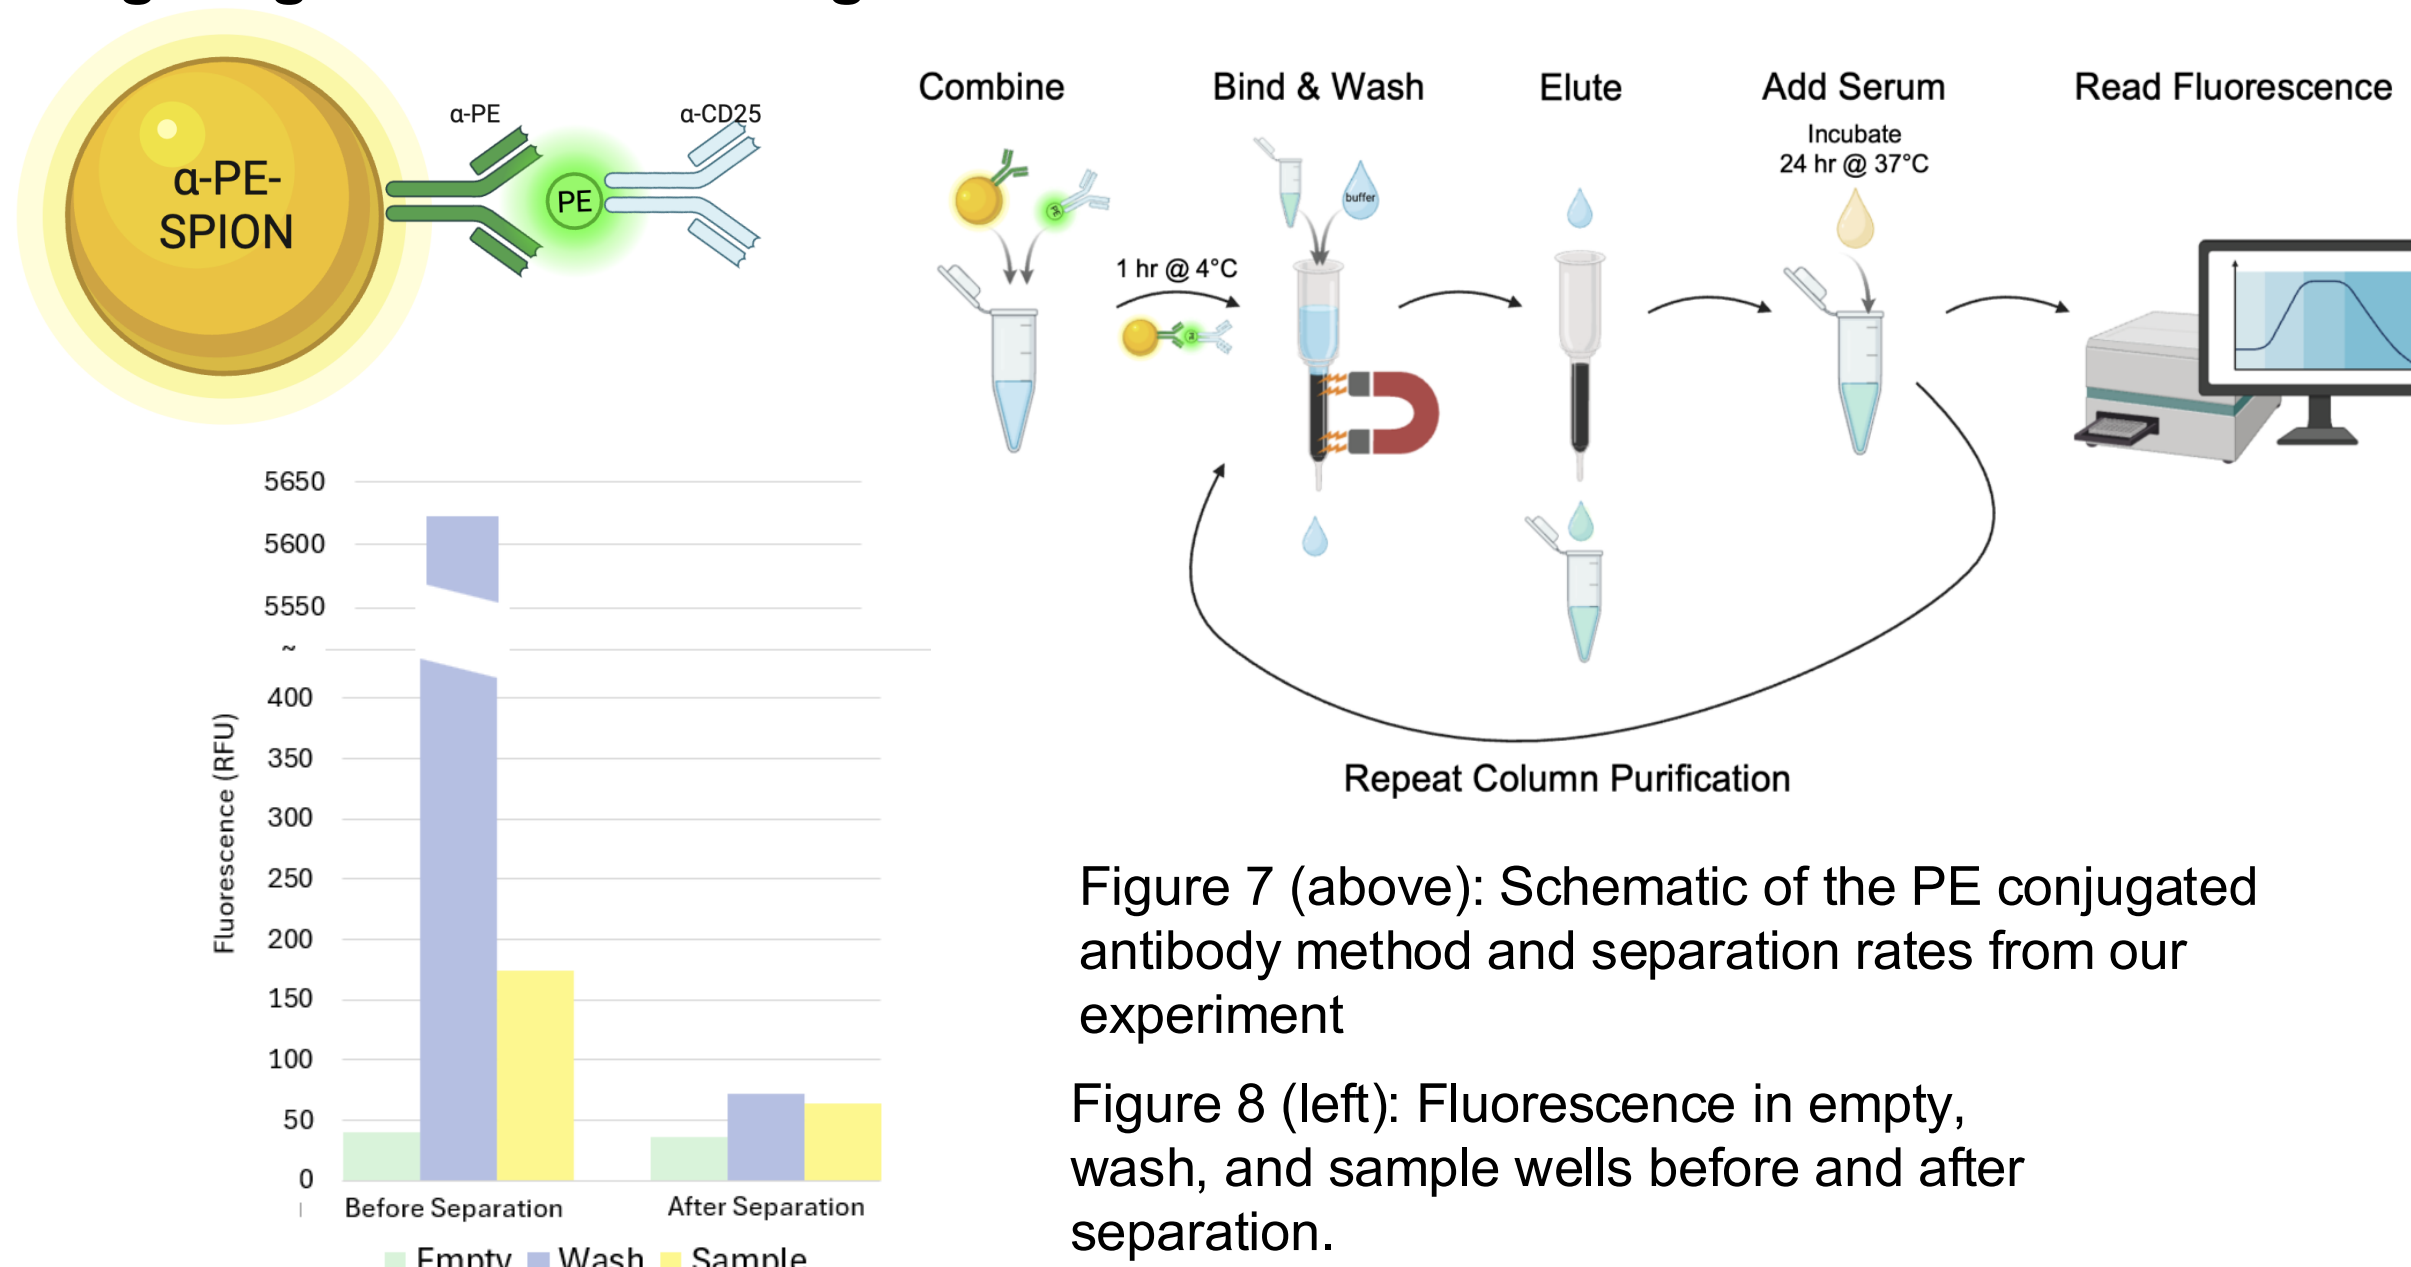 α-PE-
SPION
α-PE
PE
α-CD25
Combine
Bind & Wash
Elute
Add Serum
Read Fluorescence
Incubate
24 hr @ 37°C
buffer
PE
1 hr @ 4°C
Repeat Column Purification
5650
5600
5550
~
400
350
300
250
200
150
100
50
0
Fluorescence (RFU)
Before Separation
After Separation
Empty
Wash
Sample
Figure 7 (above): Schematic of the PE conjugated
antibody method and separation rates from our
experiment
Figure 8 (left): Fluorescence in empty,
wash, and sample wells before and after
separation.